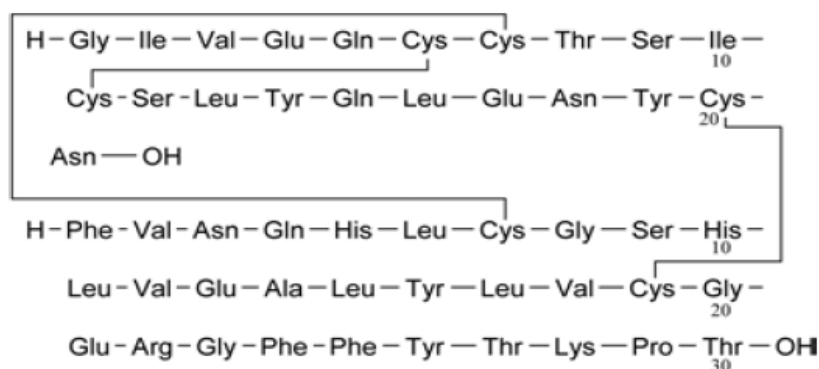 H-Gly-Ile-Val-Glu-Gln-Cys-Cys-Thr-Ser-Ile-
10
Cys-Ser-Leu-Tyr-Gln-Leu-Glu-Asn-Tyr-Cys-
20
Asn-OH
H-Phe-Val-Asn-Gln-His-Leu-Cys-Gly-Ser-His-
10
Leu-Val-Glu-Ala-Leu-Tyr-Leu-Val-Cys-Gly-
20
Glu-Arg-Gly-Phe-Phe-Tyr-Thr-Lys-Pro-Thr-OH
30